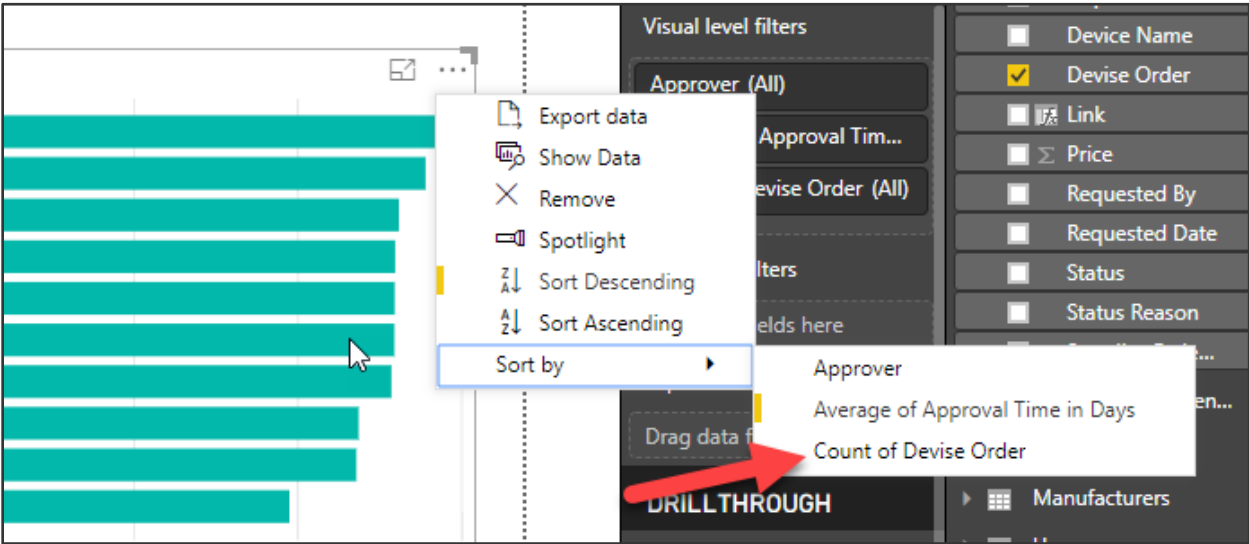 Visual level filters
Approver (All)
Approval Tim...
evise Order (All)
lters
elds here
Drag data f
DRILLTHROUGH
Export data
Show Data
Remove
Spotlight
Sort Descending
Sort Ascending
Sort by
Approver
Average of Approval Time in Days
Count of Devise Order
Device Name
Devise Order
Link
Price
Requested By
Requested Date
Status
Status Reason
en...
Manufacturers